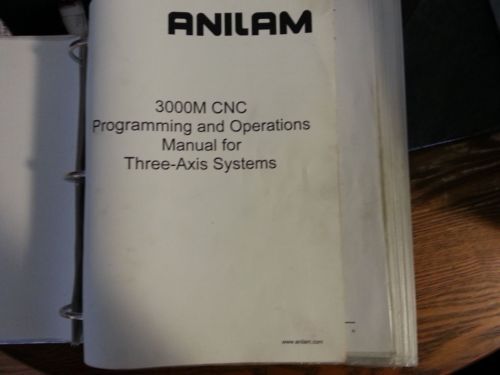 ANILAM
3000M CNC
Programming and Operations
Manual for
Three-Axis Systems
www.anilam.com